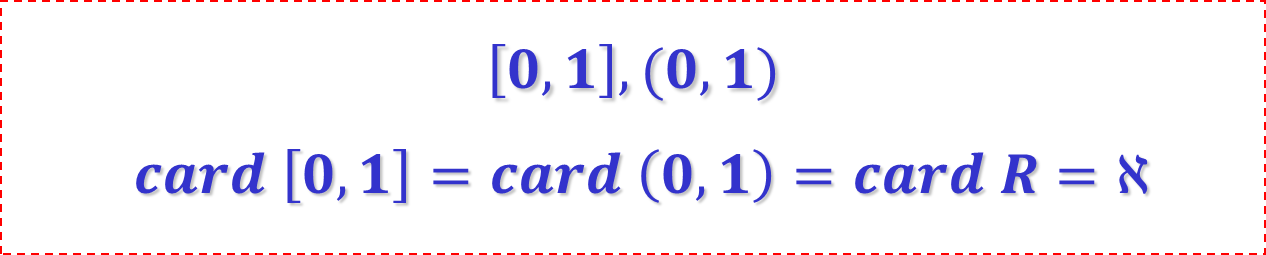 [0, 1], (0, 1)
card [0, 1] = card (0, 1) = card R = ℵ